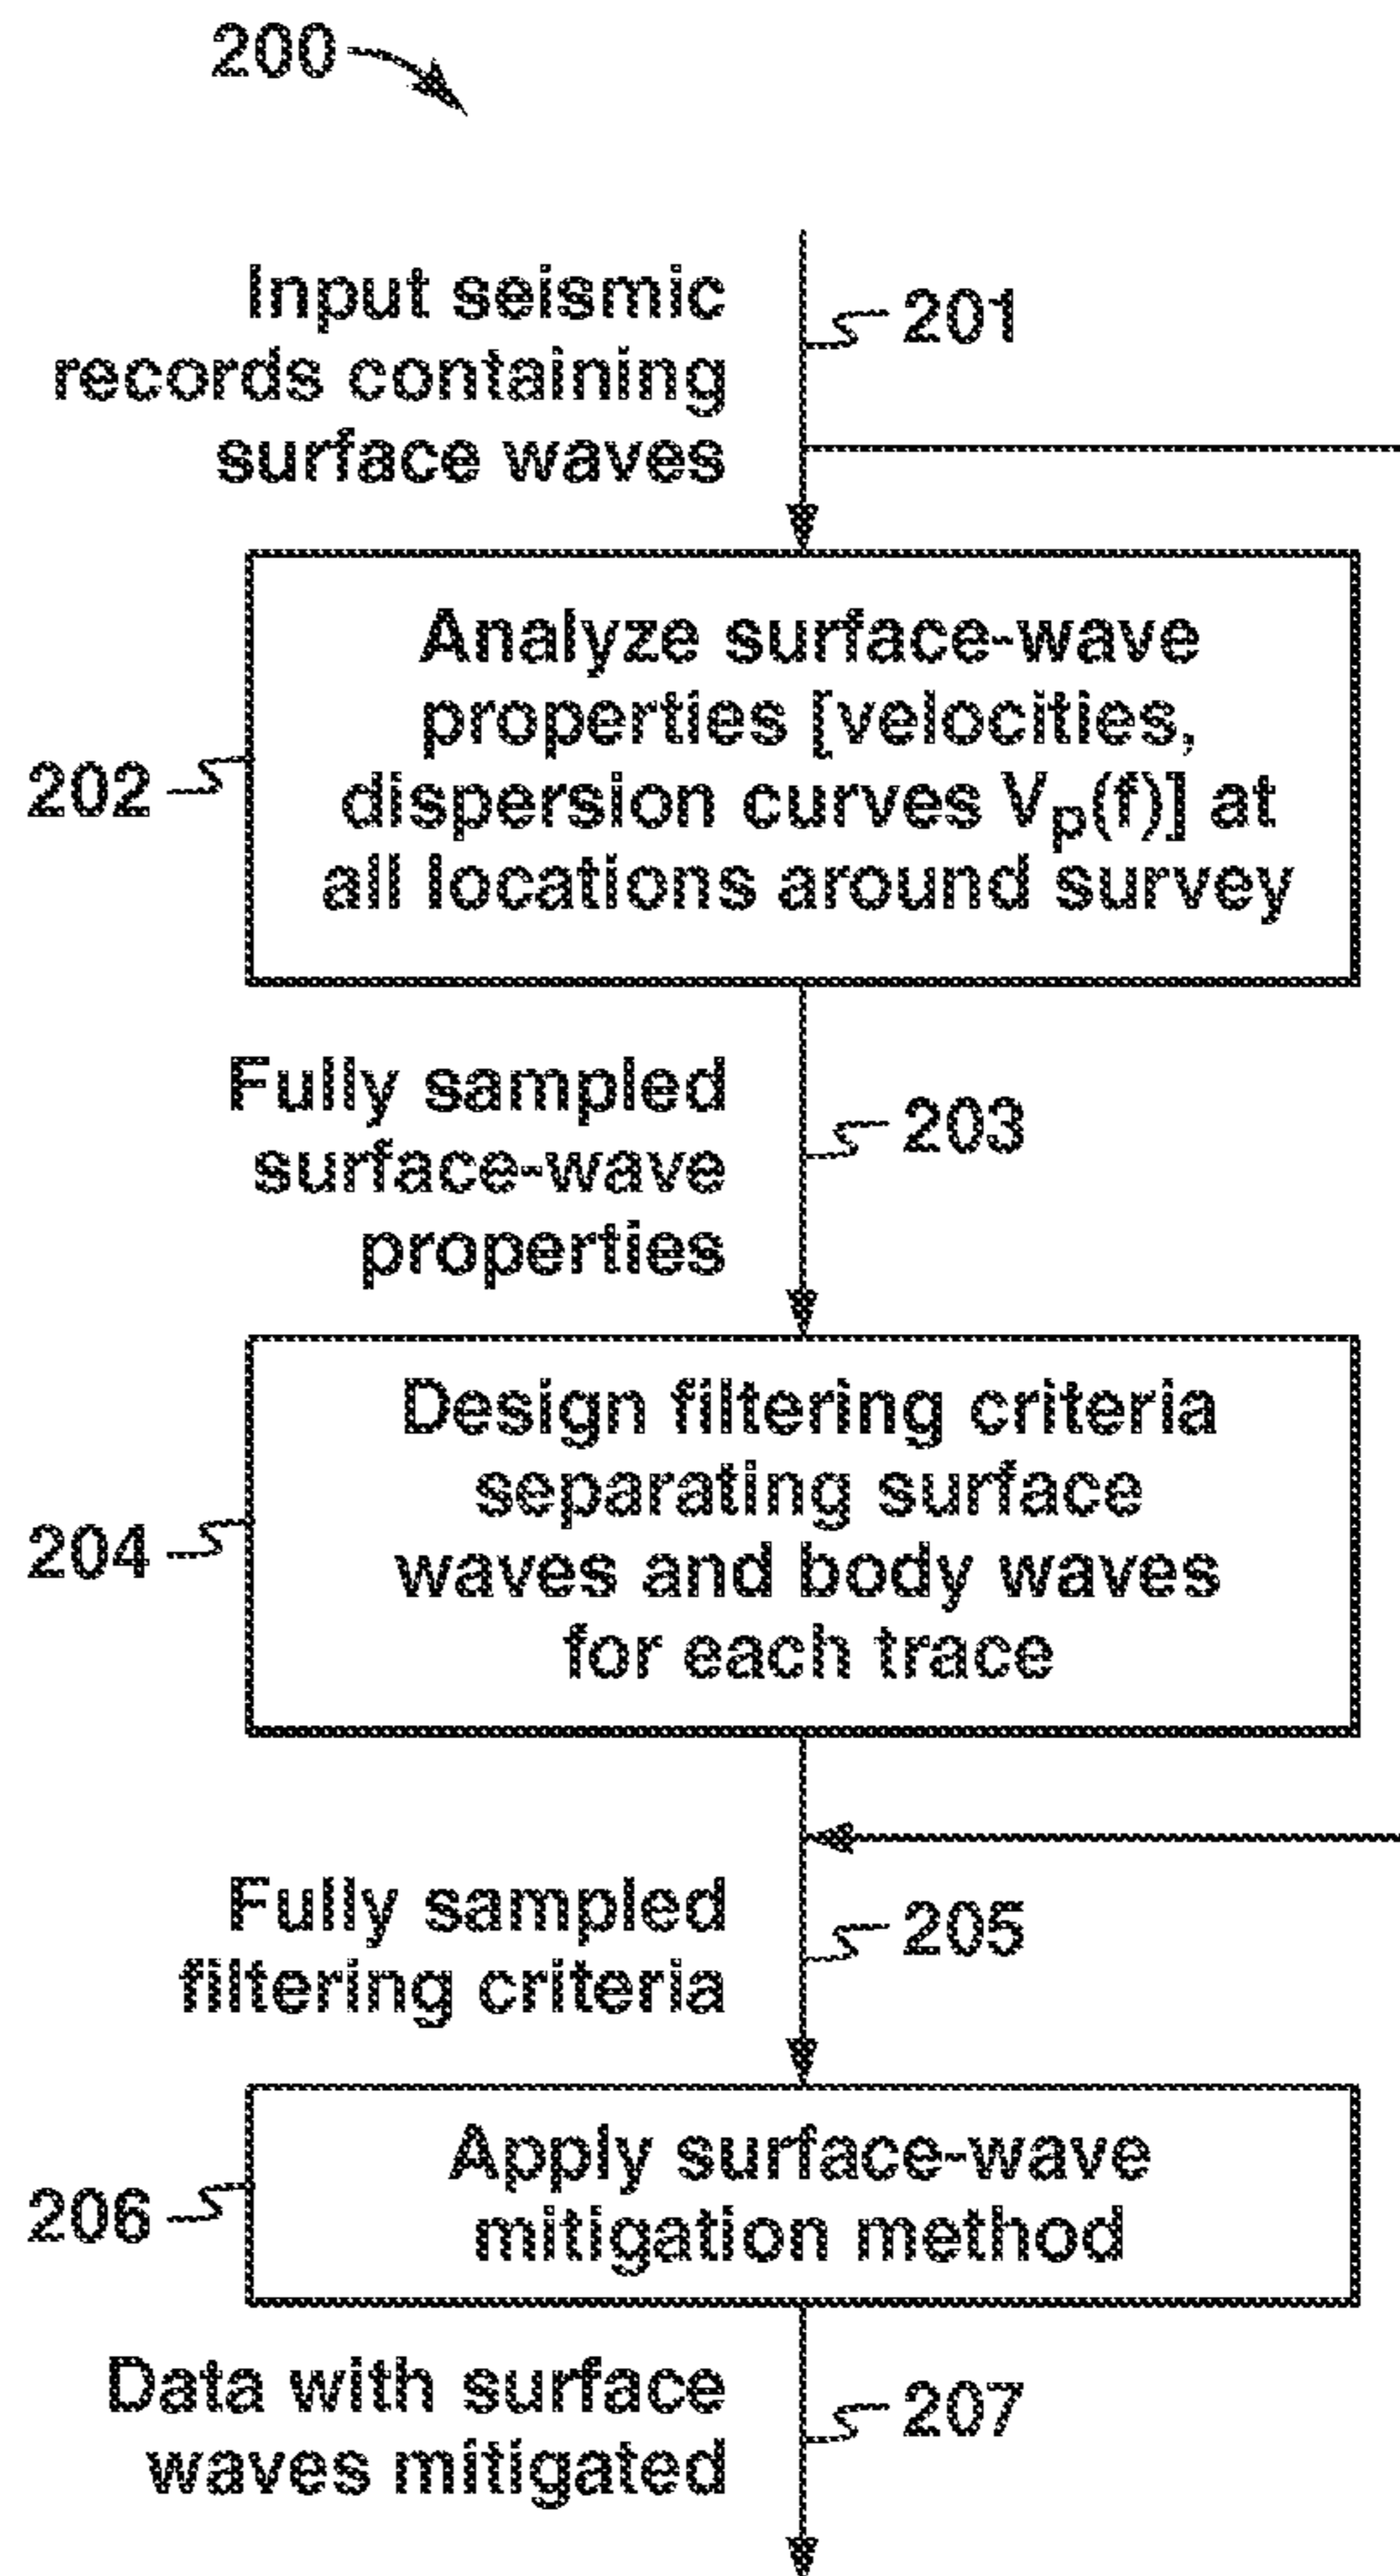 200
Input seismic
records containing
surface waves
201
Analyze surface-wave
properties [velocities,
dispersion curves Vp(f)] at
all locations around survey
202
Fully sampled
surface-wave
properties
203
Design filtering criteria
separating surface
waves and body waves
for each trace
204
Fully sampled
filtering criteria
205
Apply surface-wave
mitigation method
206
Data with surface
waves mitigated
207